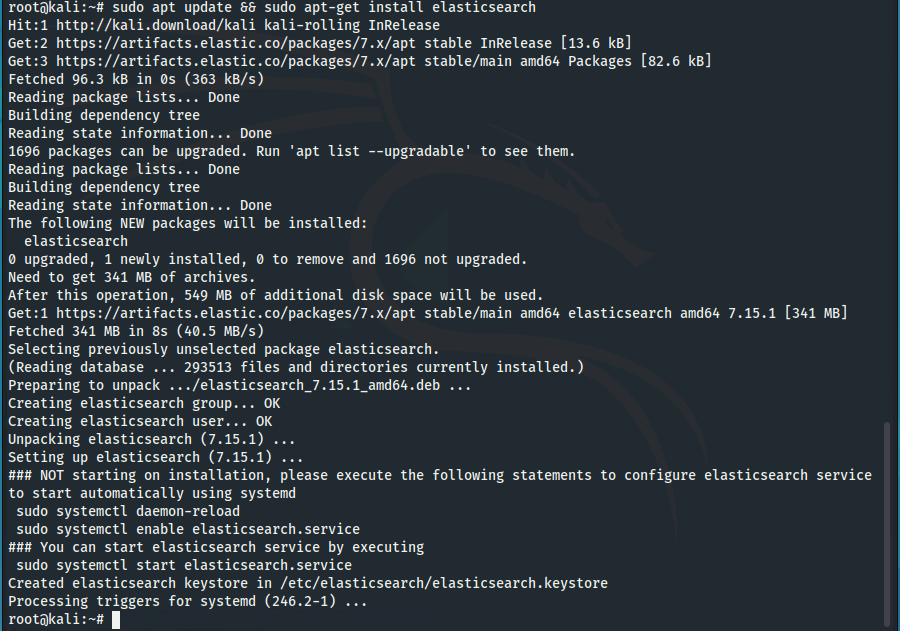 root@kali:~# sudo apt update && sudo apt-get install elasticsearch
Hit:1 http://kali.download/kali kali-rolling InRelease
Get:2 https://artifacts.elastic.co/packages/7.x/apt stable InRelease [13.6 kB]
Get:3 https://artifacts.elastic.co/packages/7.x/apt stable/main amd64 Packages [82.6 kB]
Fetched 96.3 kB in 0s (363 kB/s)
Reading package lists... Done
Building dependency tree
Reading state information... Done
1696 packages can be upgraded. Run 'apt list --upgradable' to see them.
Reading package lists... Done
Building dependency tree
Reading state information... Done
The following NEW packages will be installed:
  elasticsearch
0 upgraded, 1 newly installed, 0 to remove and 1696 not upgraded.
Need to get 341 MB of archives.
After this operation, 549 MB of additional disk space will be used.
Get:1 https://artifacts.elastic.co/packages/7.x/apt stable/main amd64 elasticsearch amd64 7.15.1 [341 MB]
Fetched 341 MB in 8s (40.5 MB/s)
Selecting previously unselected package elasticsearch.
(Reading database ... 293513 files and directories currently installed.)
Preparing to unpack .../elasticsearch_7.15.1_amd64.deb ...
Creating elasticsearch group... OK
Creating elasticsearch user... OK
Unpacking elasticsearch (7.15.1) ...
Setting up elasticsearch (7.15.1) ...
### NOT starting on installation, please execute the following statements to configure elasticsearch service
to start automatically using systemd
 sudo systemctl daemon-reload
 sudo systemctl enable elasticsearch.service
### You can start elasticsearch service by executing
 sudo systemctl start elasticsearch.service
Created elasticsearch keystore in /etc/elasticsearch/elasticsearch.keystore
Processing triggers for systemd (246.2-1) ...
root@kali:~#